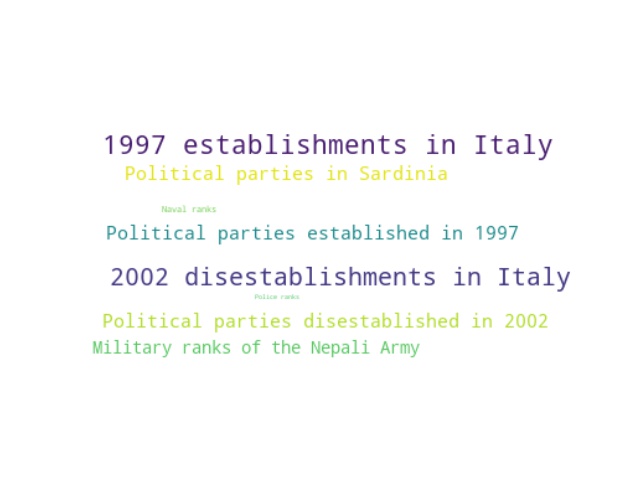 1997 establishments in Italy
Political parties in Sardinia
Naval ranks
Political parties established in 1997
2002 disestablishments in Italy
Police ranks
Political parties disestablished in 2002
Military ranks of the Nepali Army